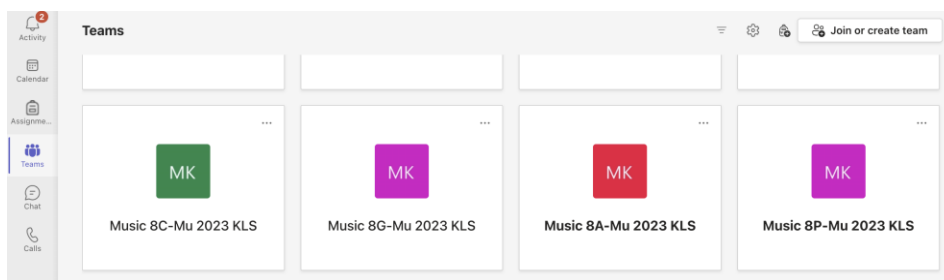 2
Activity
Calendar
Assignme...
Teams
Chat
Calls
Teams
Join or create team
MK
Music 8C-Mu 2023 KLS
MK
Music 8G-Mu 2023 KLS
MK
Music 8A-Mu 2023 KLS
MK
Music 8P-Mu 2023 KLS